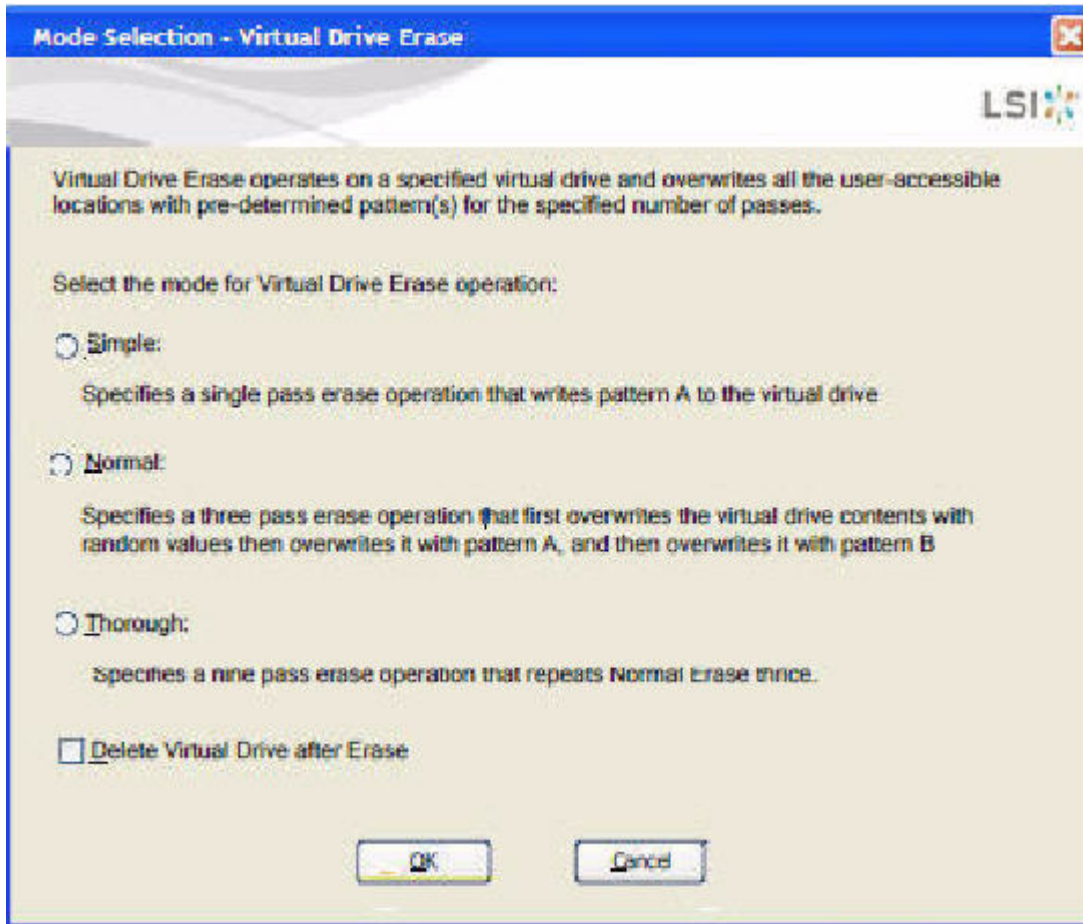 Mode Selection - Virtual Drive Erase
LSI
Virtual Drive Erase operates on a specified virtual drive and overwrites all the user-accessible
locations with pre-determined pattern(s) for the specified number of passes.
Select the mode for Virtual Drive Erase operation:
Simple:
Specifies a single pass erase operation that writes pattern A to the virtual drive
Normal:
Specifies a three pass erase operation that first overwrites the virtual drive contents with
random values then overwrites it with pattern A, and then overwrites it with pattern B
Thorough:
Specifies a nine pass erase operation that repeats Normal Erase thrice.
Delete Virtual Drive after Erase
OK
Cancel